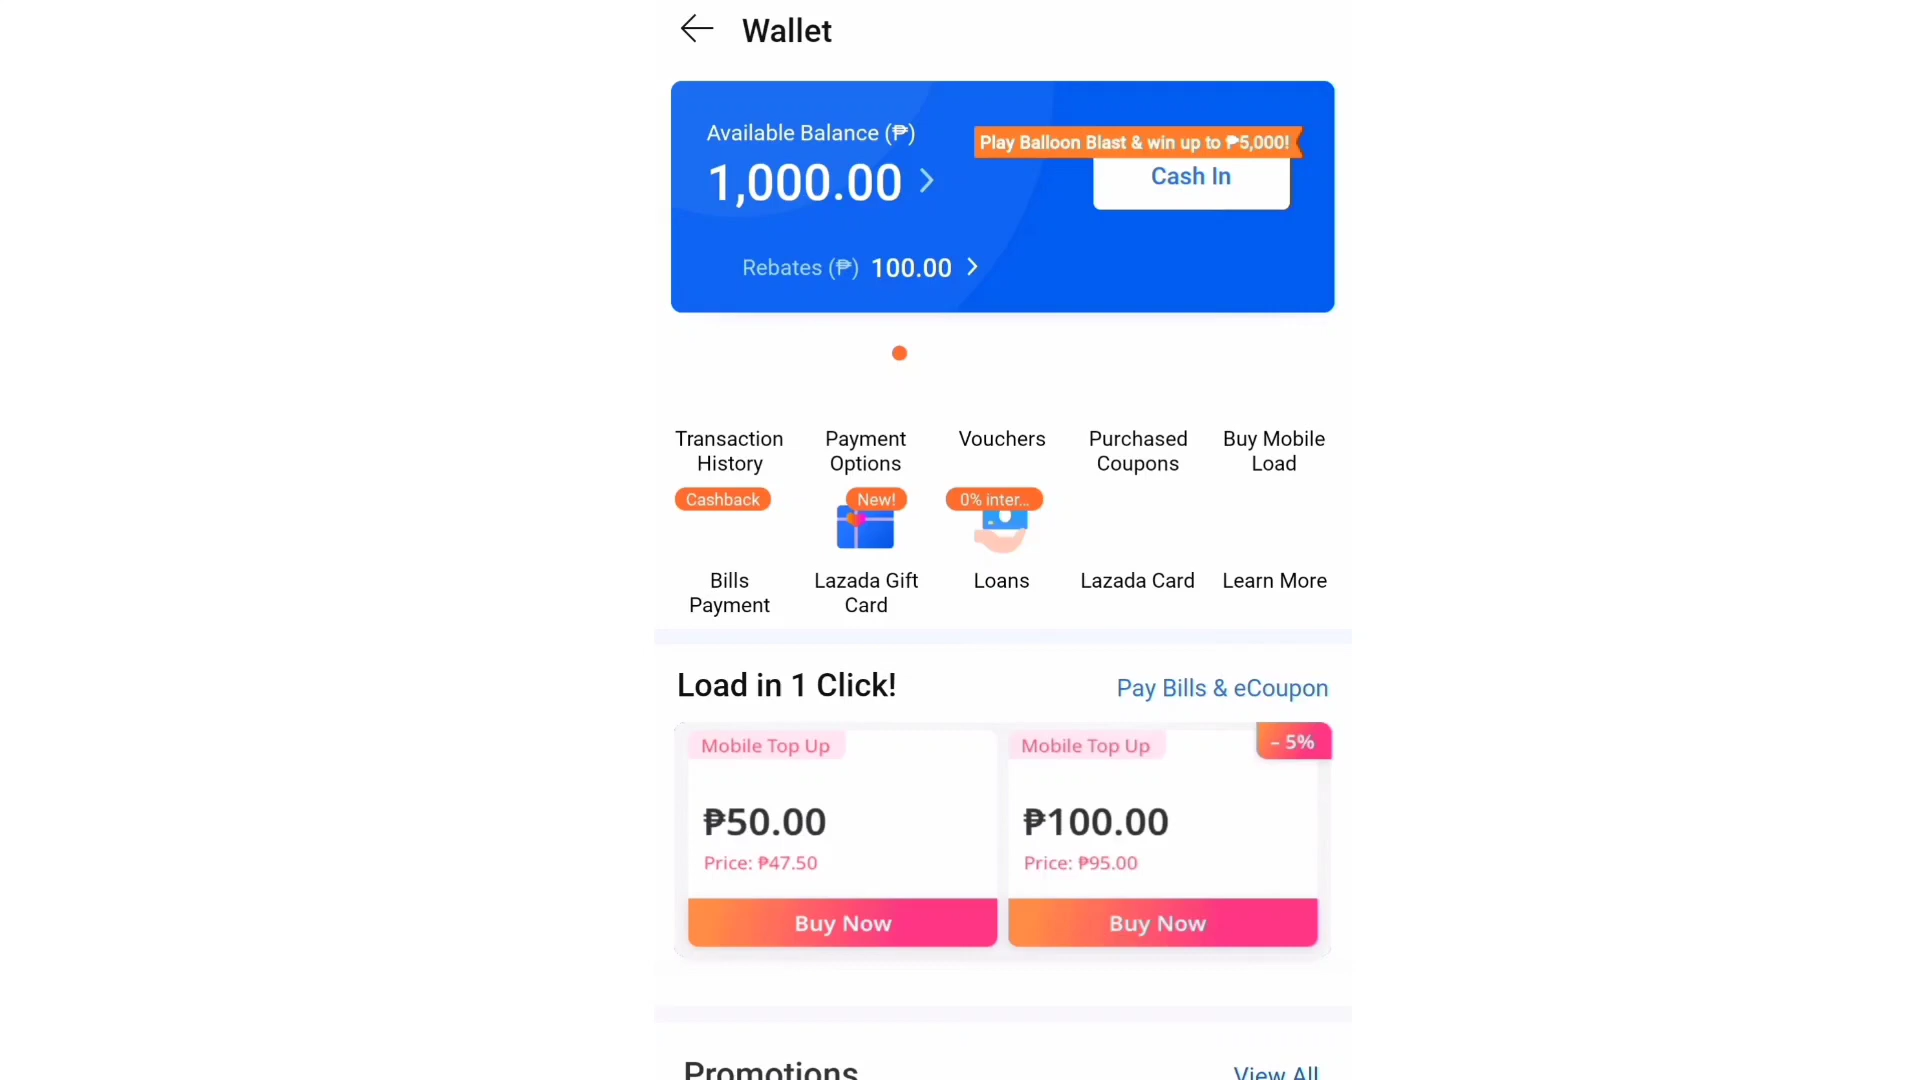 Wallet
Available Balance (₱)
Play Balloon Blast & win up to ₱5,000!
1,000.00
Cash In
Rebates (₱) 100.00
Transaction History
Payment Options
Vouchers
Purchased Coupons
Buy Mobile Load
Cashback
New!
0% inter...
Bills Payment
Lazada Gift Card
Loans
Lazada Card
Learn More
Load in 1 Click!
Pay Bills & eCoupon
Mobile Top Up
₱50.00
Price: ₱47.50
Buy Now
Mobile Top Up
– 5%
₱100.00
Price: ₱95.00
Buy Now
Promotions
View All